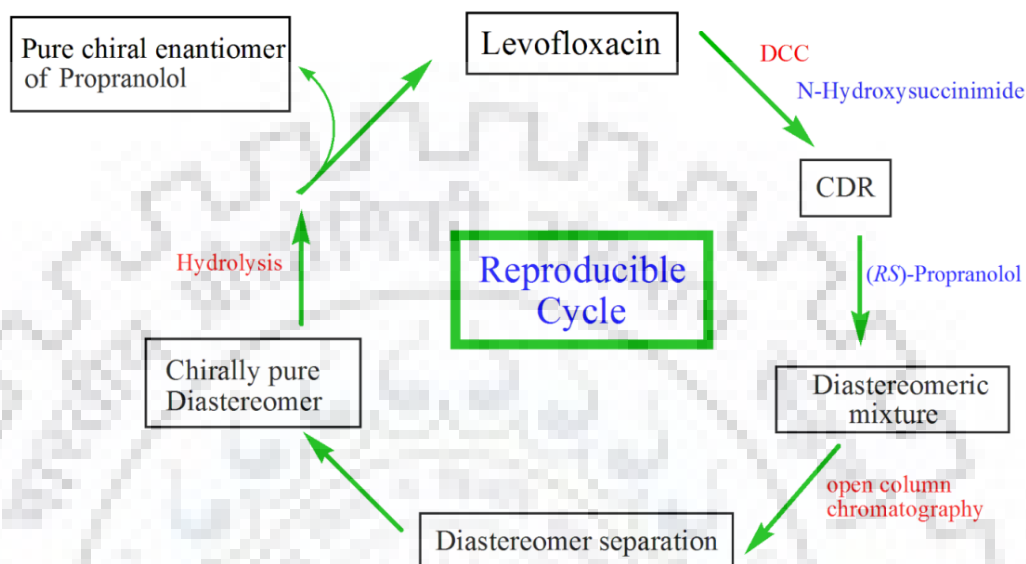 Pure chiral enantiomer
of Propranolol
Levofloxacin
DCC
N-Hydroxysuccinimide
CDR
(RS)-Propranolol
Diastereomeric
mixture
open column
chromatography
Diastereomer separation
Chirally pure
Diastereomer
Hydrolysis
Reproducible
Cycle